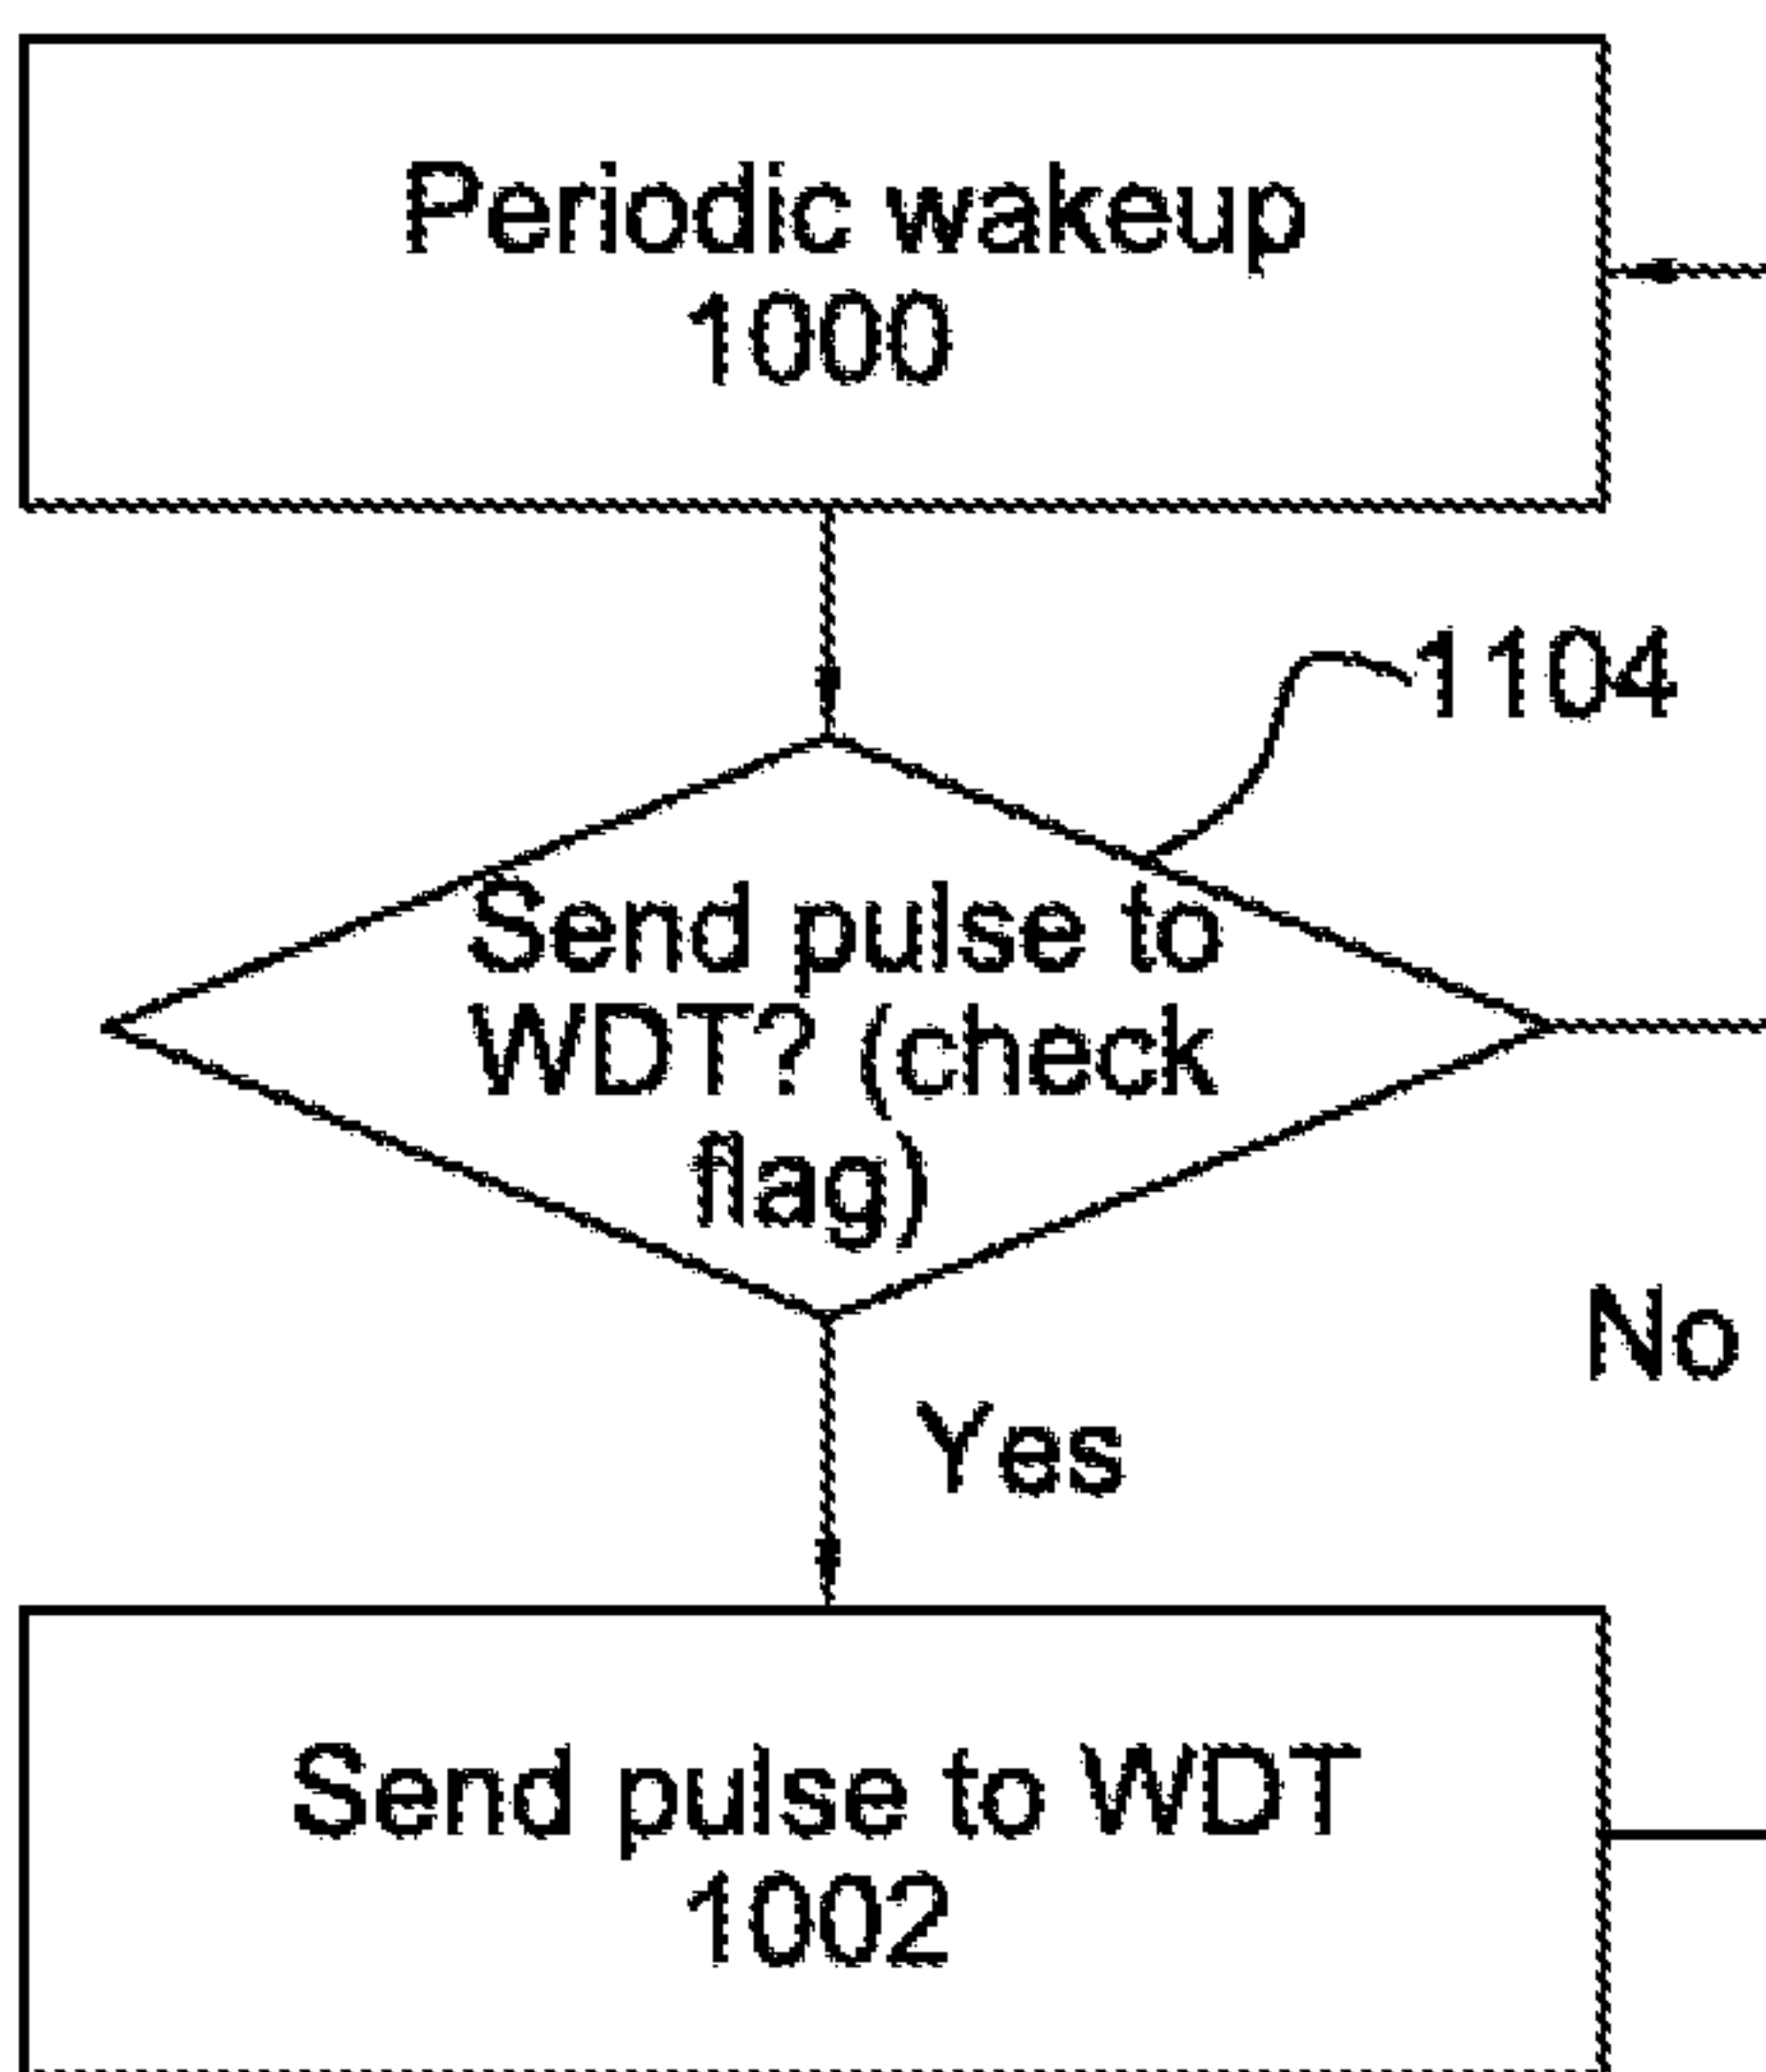 Periodic wakeup
1000
1104
Send pulse to
WDT? (check
flag)
No
Yes
Send pulse to WDT
1002